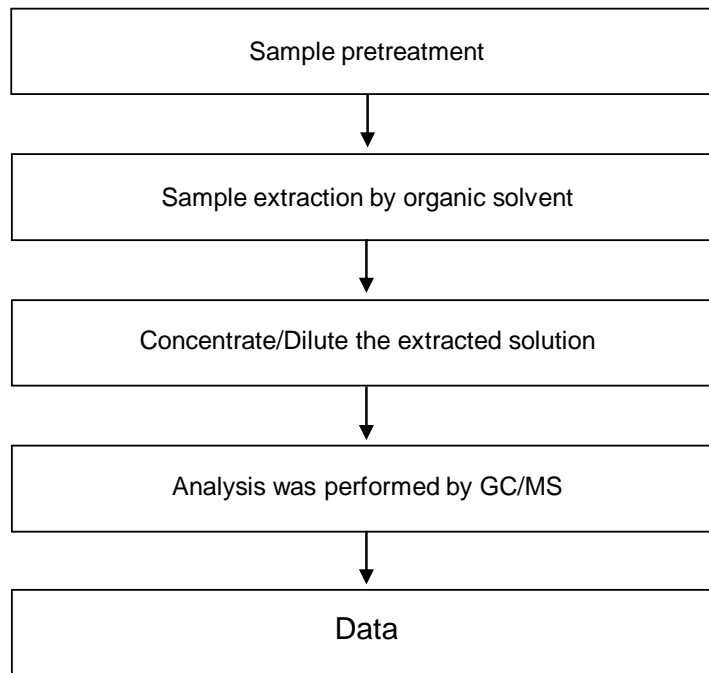 Sample pretreatment
Sample extraction by organic solvent
Concentrate/Dilute the extracted solution
Analysis was performed by GC/MS
Data